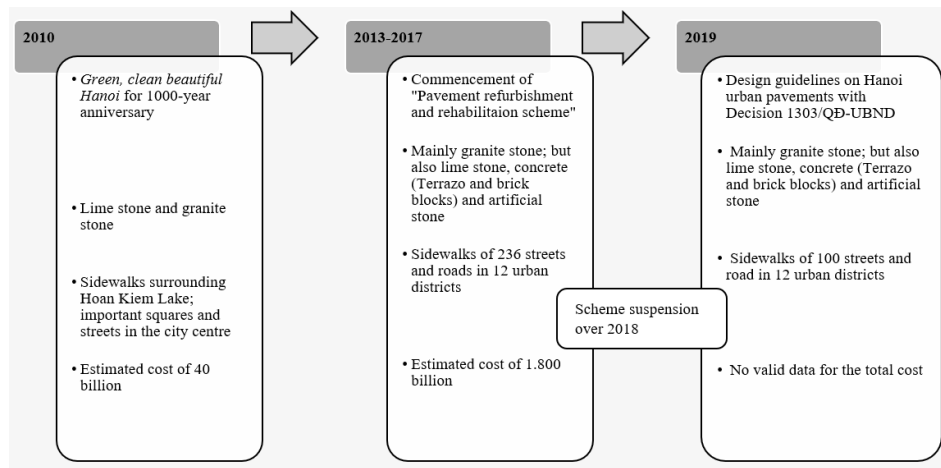 2010
• Green, clean beautiful
Hanoi for 1000-year
anniversary
• Lime stone and granite
stone
• Sidewalks surrounding
Hoan Kiem Lake;
important squares and
streets in the city centre
• Estimated cost of 40
billion
2013-2017
• Commencement of
"Pavement refurbishment
and rehabilitaion scheme"
• Mainly granite stone; but
also lime stone, concrete
(Terrazo and brick
blocks) and artificial
stone
• Sidewalks of 236 streets
and roads in 12 urban
districts
• Estimated cost of 1.800
billion
Scheme suspension
over 2018
2019
• Design guidelines on Hanoi
urban pavements with
Decision 1303/QĐ-UBND
• Mainly granite stone; but also
lime stone, concrete (Terrazo
and brick blocks) and artificial
stone
• Sidewalks of 100 streets and
road in 12 urban districts
• No valid data for the total cost